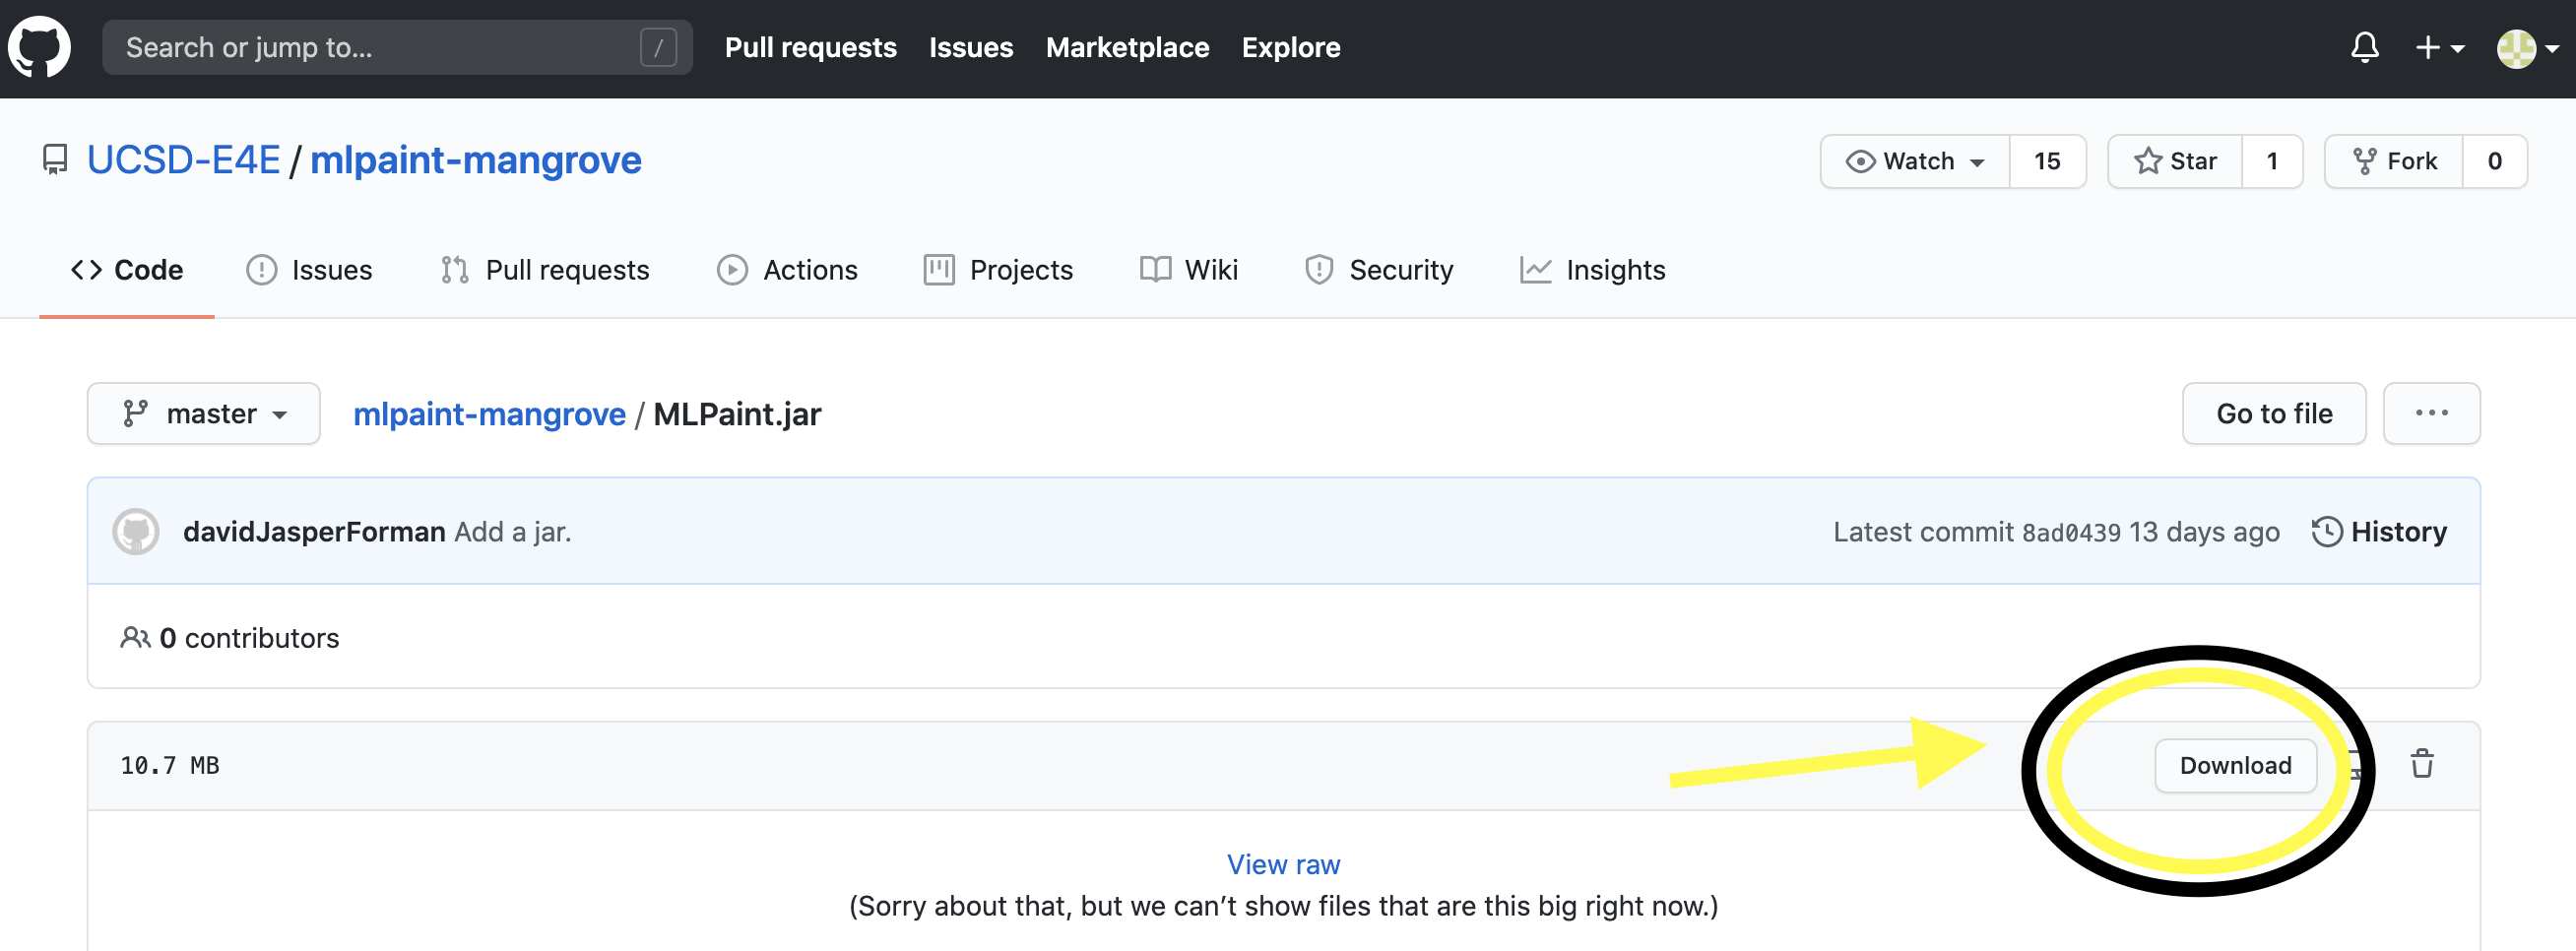 Search or jump to... / Pull requests Issues Marketplace Explore
UCSD-E4E / mlpaint-mangrove Watch 15 Star 1 Fork 0
Code Issues Pull requests Actions Projects Wiki Security Insights
master mlpaint-mangrove / MLPaint.jar Go to file ...
davidJasperForman Add a jar. Latest commit 8ad0439 13 days ago History
0 contributors
10.7 MB Download
View raw
(Sorry about that, but we can’t show files that are this big right now.)